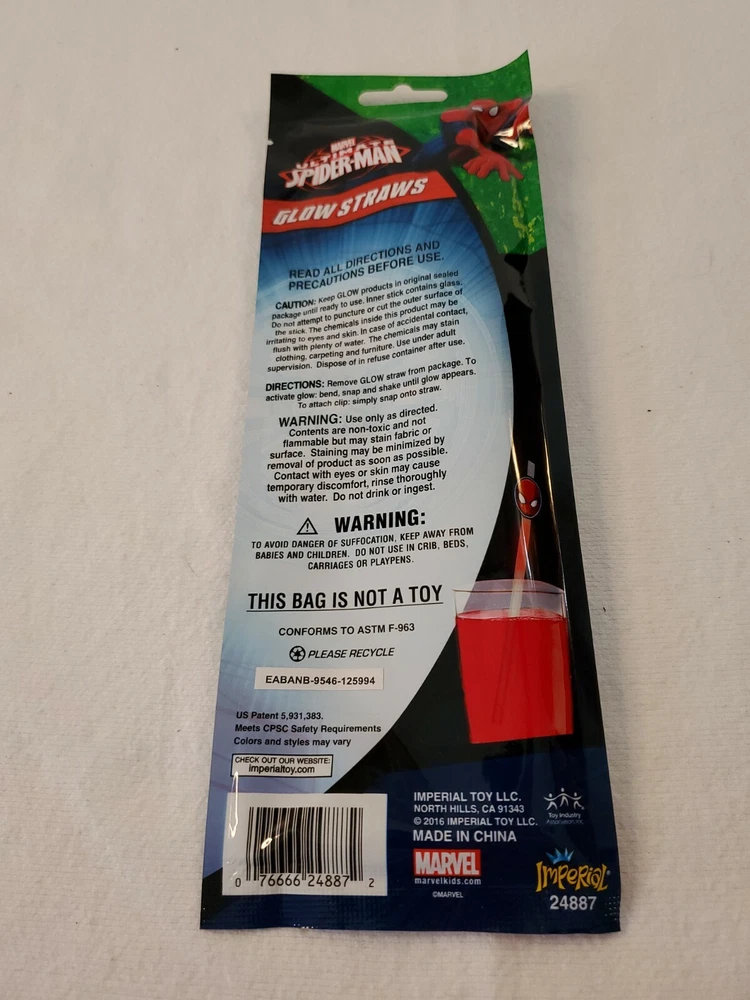 MARVEL
ULTIMATE
SPIDER-MAN
GLOW STRAWS
READ ALL DIRECTIONS AND
PRECAUTIONS BEFORE USE.
CAUTION: Keep GLOW products in original sealed
package until ready to use. Inner stick contains glass.
Do not attempt to puncture or cut the outer surface of
the stick. The chemicals inside this product may be
irritating to eyes and skin. In case of accidental contact,
flush with plenty of water. The chemicals may stain
clothing, carpeting and furniture. Use under adult
supervision. Dispose of in refuse container after use.
DIRECTIONS: Remove GLOW straw from package. To
activate glow: bend, snap and shake until glow appears.
To attach clip: simply snap onto straw.
WARNING: Use only as directed.
Contents are non-toxic and not
flammable but may stain fabric or
surface. Staining may be minimized by
removal of product as soon as possible.
Contact with eyes or skin may cause
temporary discomfort, rinse thoroughly
with water. Do not drink or ingest.
WARNING:
TO AVOID DANGER OF SUFFOCATION, KEEP AWAY FROM
BABIES AND CHILDREN. DO NOT USE IN CRIB, BEDS,
CARRIAGES OR PLAYPENS.
THIS BAG IS NOT A TOY
CONFORMS TO ASTM F-963
PLEASE RECYCLE
EABANB-9546-125994
US Patent 5,931,383.
Meets CPSC Safety Requirements
Colors and styles may vary
CHECK OUT OUR WEBSITE:
imperialtoy.com
0 76666 24887 2
IMPERIAL TOY LLC.
NORTH HILLS, CA 91343
© 2016 IMPERIAL TOY LLC.
MADE IN CHINA
MARVEL
marvelkids.com
©MARVEL
Toy Industry
Association, Inc.
IMPERIAL
24887